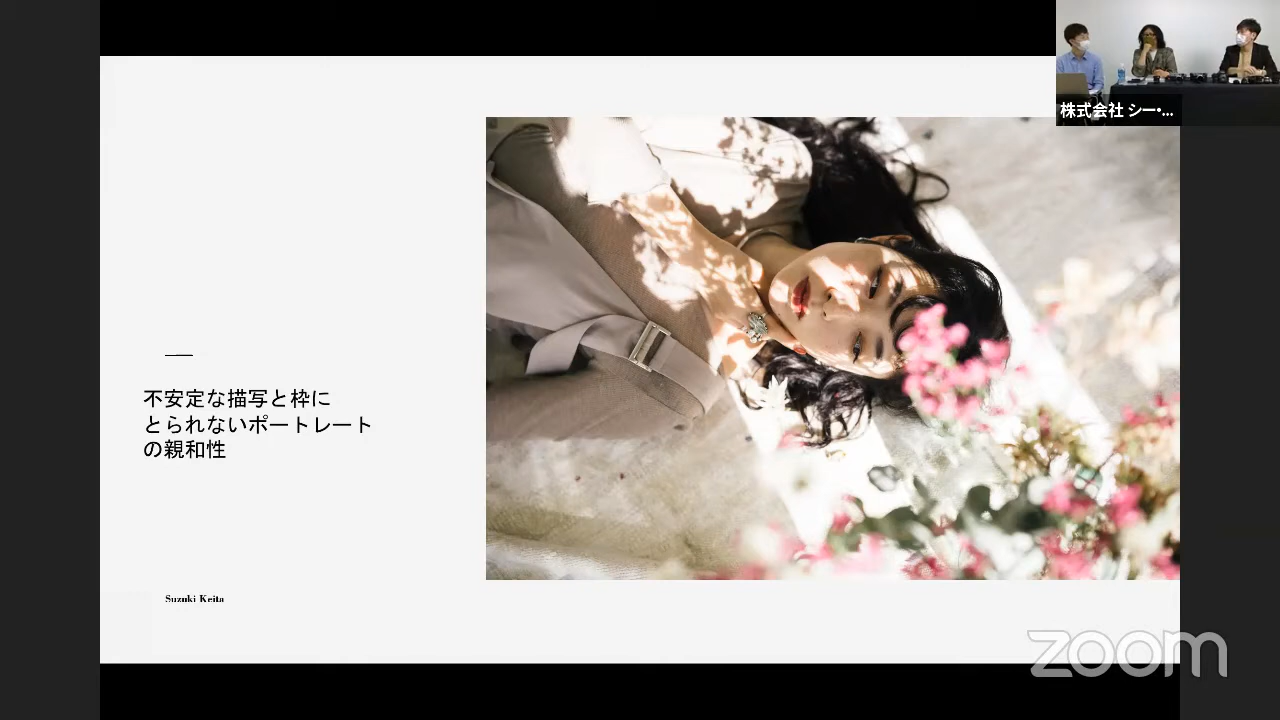 株式会社 シー・...
不安定な描写と枠に
とられないポートレート
の親和性
Suzuki Keita
zoom